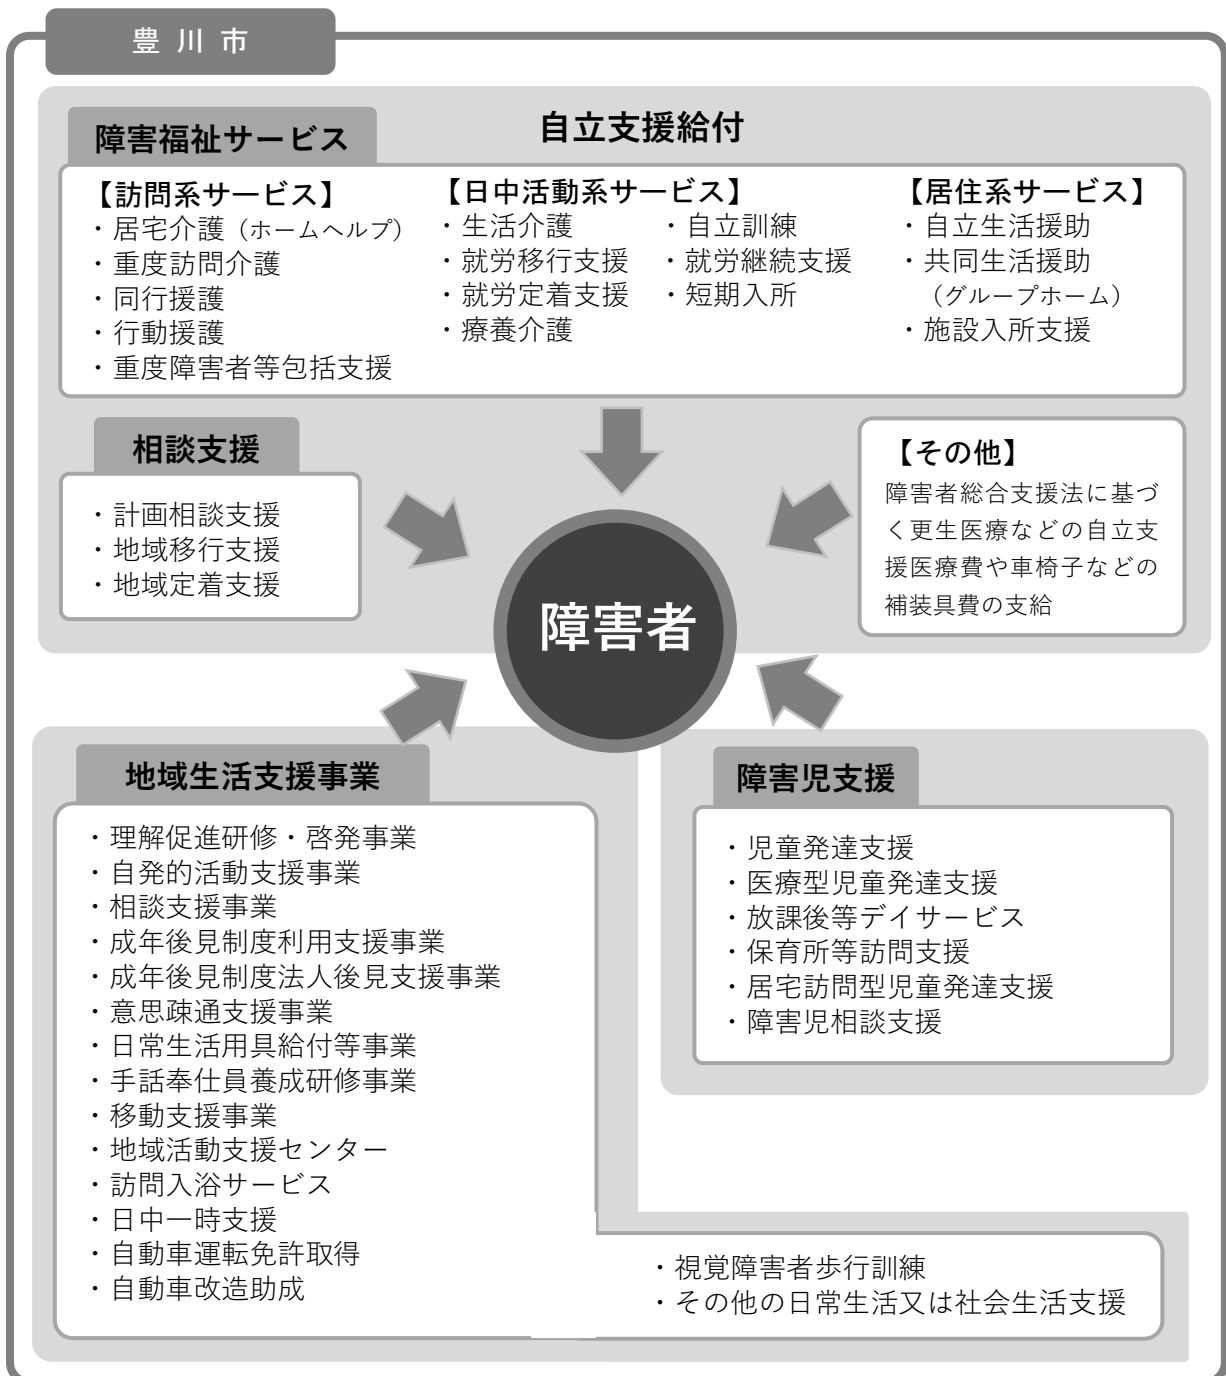 豊川市
自立支援給付
障害福祉サービス
【訪問系サービス】
・居宅介護（ホームヘルプ）
・重度訪問介護
・同行援護
・行動援護
・重度障害者等包括支援
【日中活動系サービス】
・生活介護
・就労移行支援
・就労定着支援
・療養介護
・自立訓練
・就労継続支援
・短期入所
【居住系サービス】
・自立生活援助
・共同生活援助
（グループホーム）
・施設入所支援
相談支援
・計画相談支援
・地域移行支援
・地域定着支援
【その他】
障害者総合支援法に基づ
く更生医療などの自立支
援医療費や車椅子などの
補装具費の支給
障害者
地域生活支援事業
・理解促進研修・啓発事業
・自発的活動支援事業
・相談支援事業
・成年後見制度利用支援事業
・成年後見制度法人後見支援事業
・意思疎通支援事業
・日常生活用具給付等事業
・手話奉仕員養成研修事業
・移動支援事業
・地域活動支援センター
・訪問入浴サービス
・日中一時支援
・自動車運転免許取得
・自動車改造助成
・視覚障害者歩行訓練
・その他の日常生活又は社会生活支援
障害児支援
・児童発達支援
・医療型児童発達支援
・放課後等デイサービス
・保育所等訪問支援
・居宅訪問型児童発達支援
・障害児相談支援